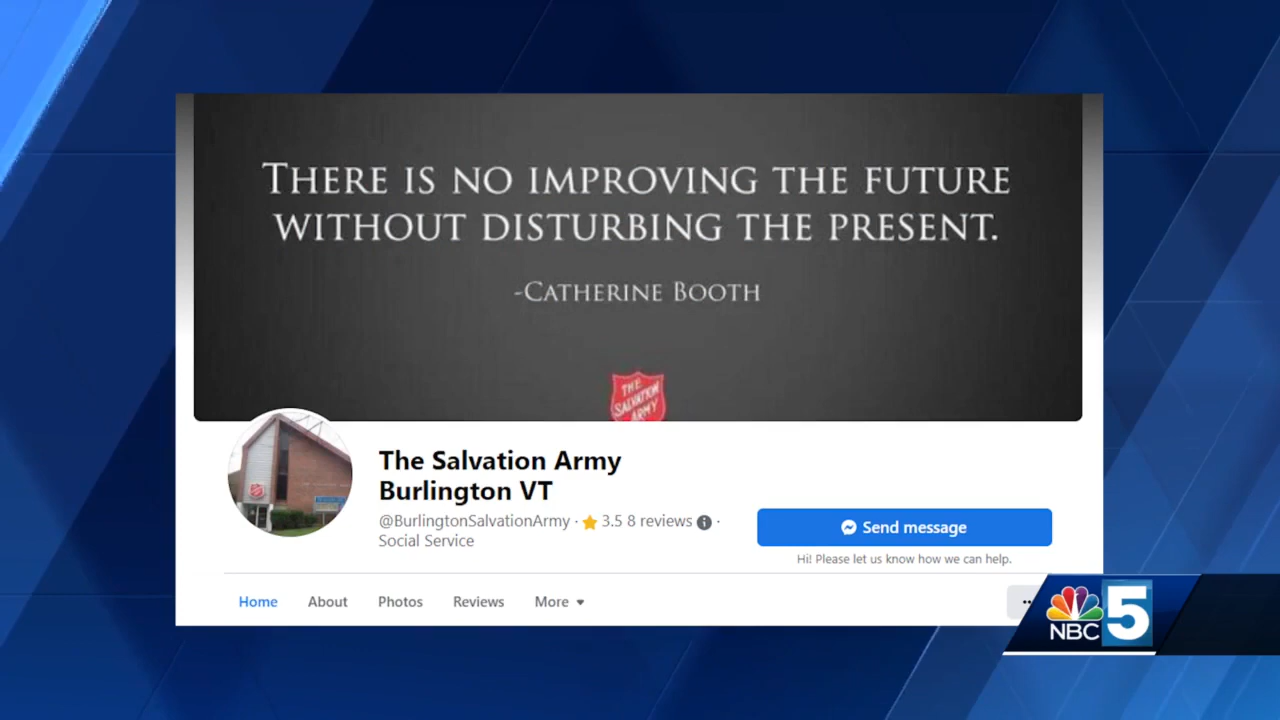 THERE IS NO IMPROVING THE FUTURE
WITHOUT DISTURBING THE PRESENT.
-CATHERINE BOOTH
THE
SALVATION
ARMY
The Salvation Army
Burlington VT
@BurlingtonSalvationArmy · 3.5 8 reviews ·
Social Service
Send message
Hi! Please let us know how we can help.
Home About Photos Reviews More
NBC 5